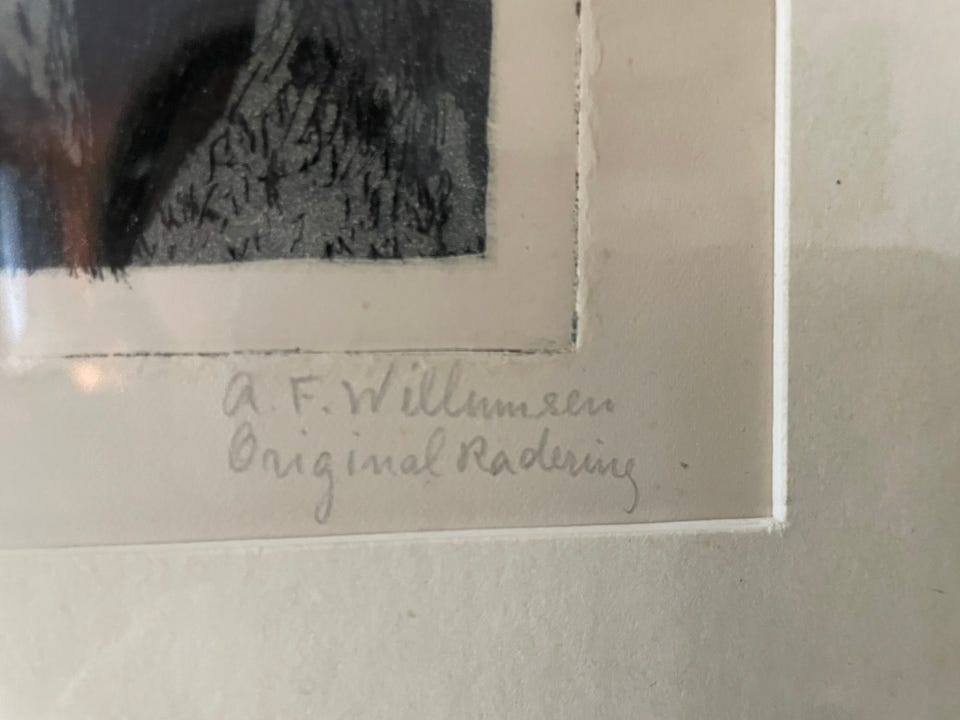 A. F. Willumsen
Original Radering